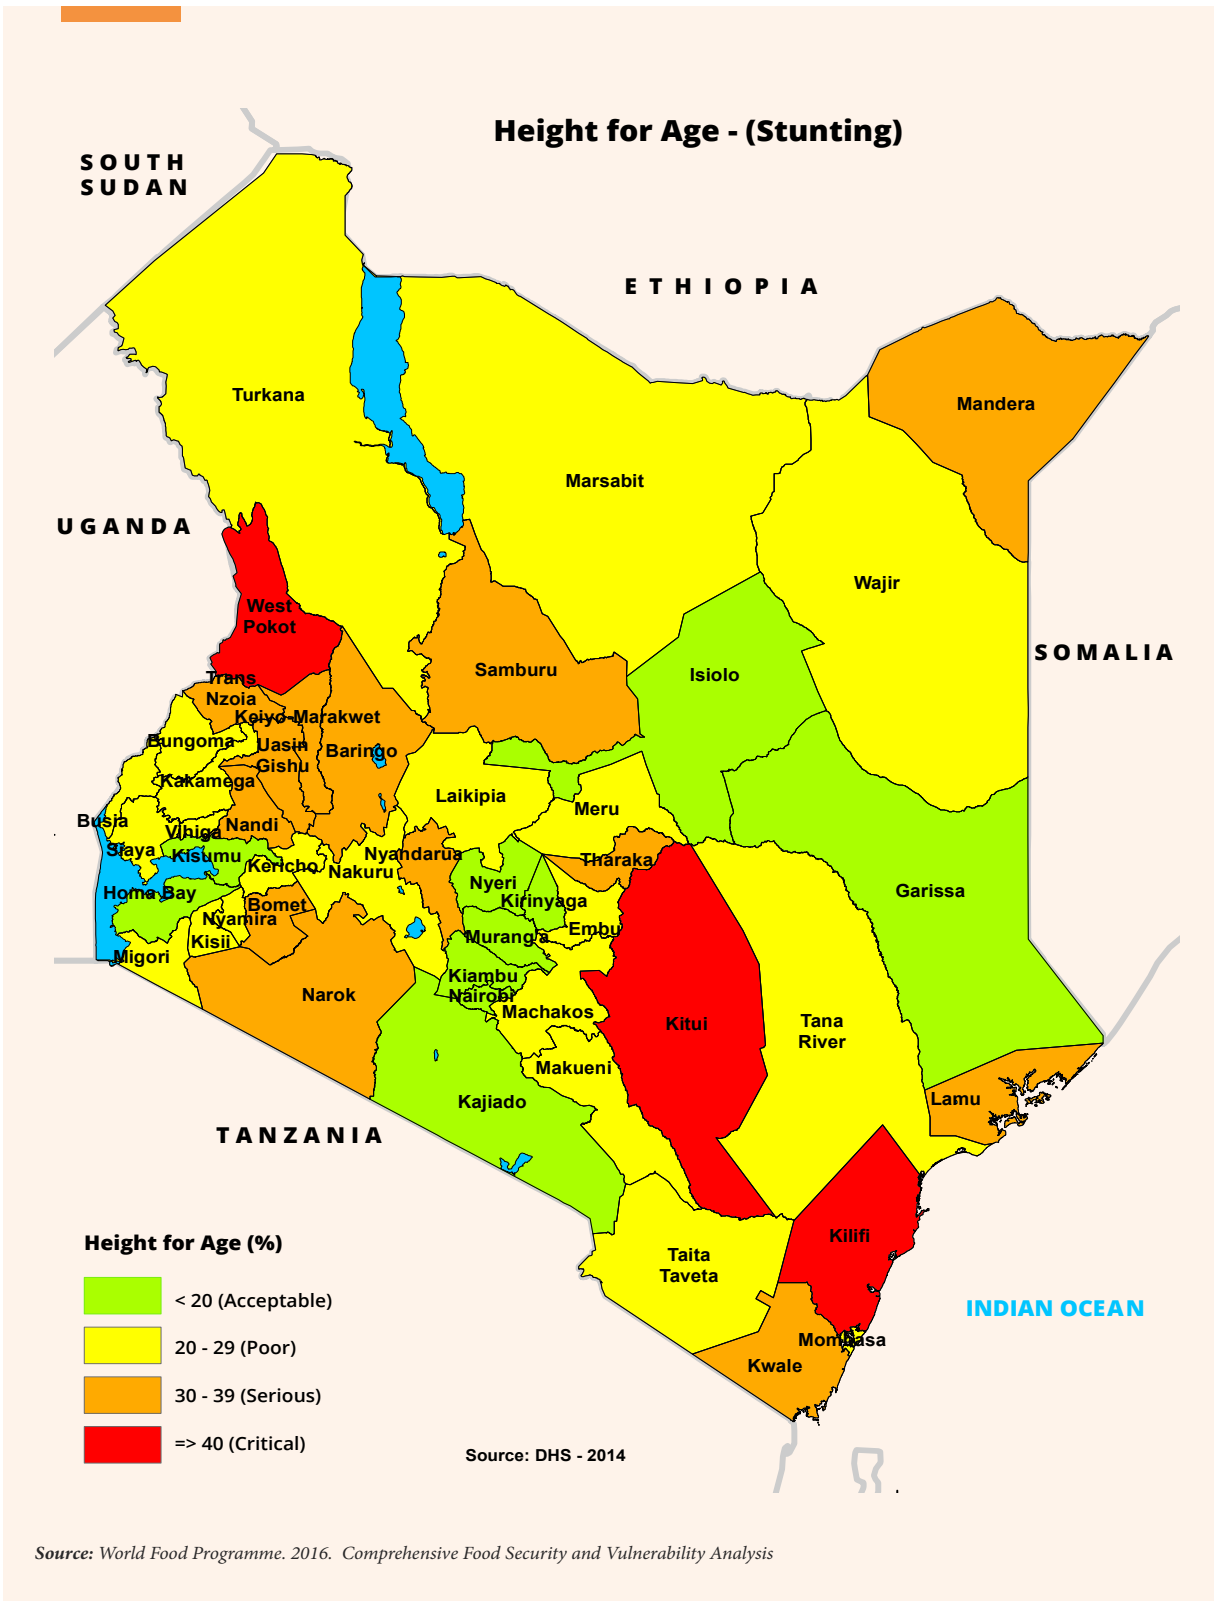 Height for Age - (Stunting)
SOUTH
SUDAN
ETHIOPIA
Turkana
Mandera
Marsabit
UGANDA
Wajir
West
Pokot
SOMALIA
Samburu
Isiolo
Trans
Nzoia
Keiyo-Marakwet
Bungoma
Uasin
Gishu
Baringo
Kakamega
Laikipia
Meru
Busia
Vihiga
Nandi
Siaya
Kisumu
Kericho
Nakuru
Nyandarua
Tharaka
Homa Bay
Nyeri
Kirinyaga
Garissa
Bomet
Nyamira
Kisii
Embu
Murang'a
Migori
Kiambu
Nairobi
Narok
Machakos
Kitui
Tana
River
Makueni
Kajiado
Lamu
TANZANIA
Kilifi
Taita
Taveta
Height for Age (%)
< 20 (Acceptable)
INDIAN OCEAN
20 - 29 (Poor)
Mombasa
Kwale
30 - 39 (Serious)
=> 40 (Critical)
Source: DHS - 2014
Source: World Food Programme. 2016. Comprehensive Food Security and Vulnerability Analysis